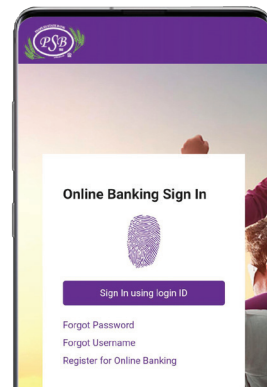 PSB
Online Banking Sign In
Sign In using login ID
Forgot Password
Forgot Username
Register for Online Banking